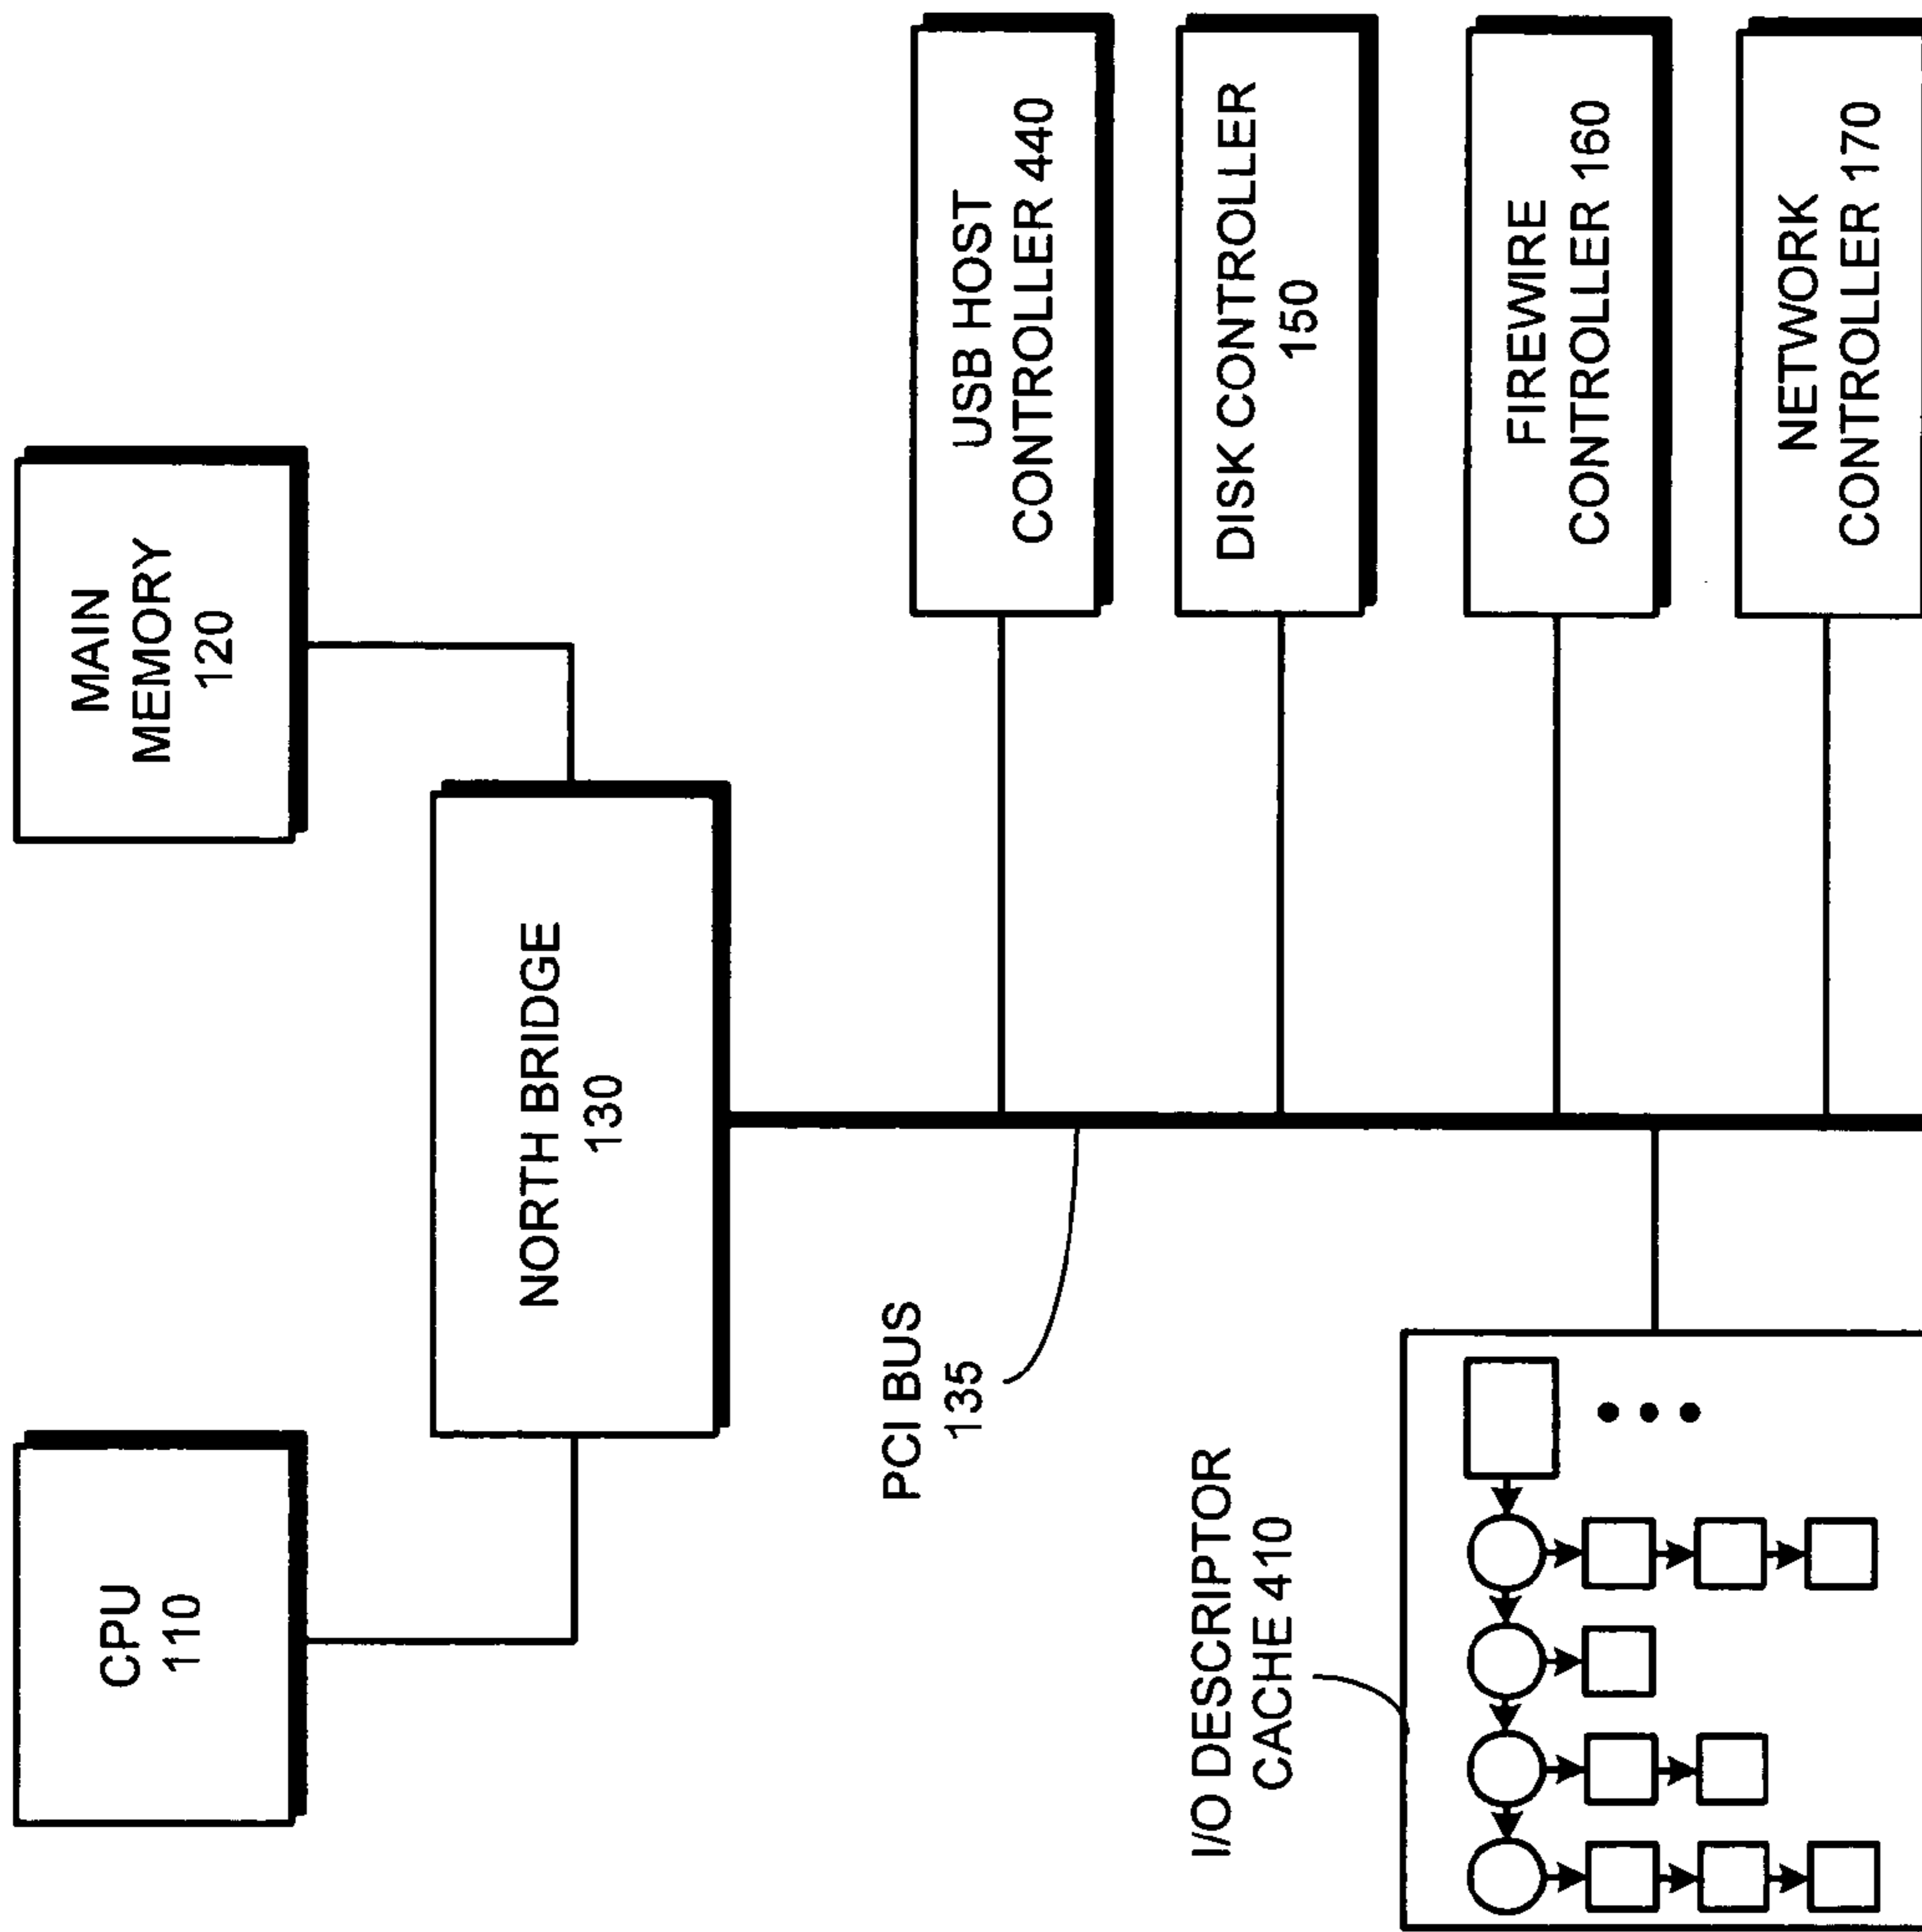 CPU
110
MAIN
MEMORY
120
NORTH BRIDGE
130
PCI BUS
135
USB HOST
CONTROLLER 440
DISK CONTROLLER
150
I/O DESCRIPTOR
CACHE 410
FIREWIRE
CONTROLLER 160
NETWORK
CONTROLLER 170